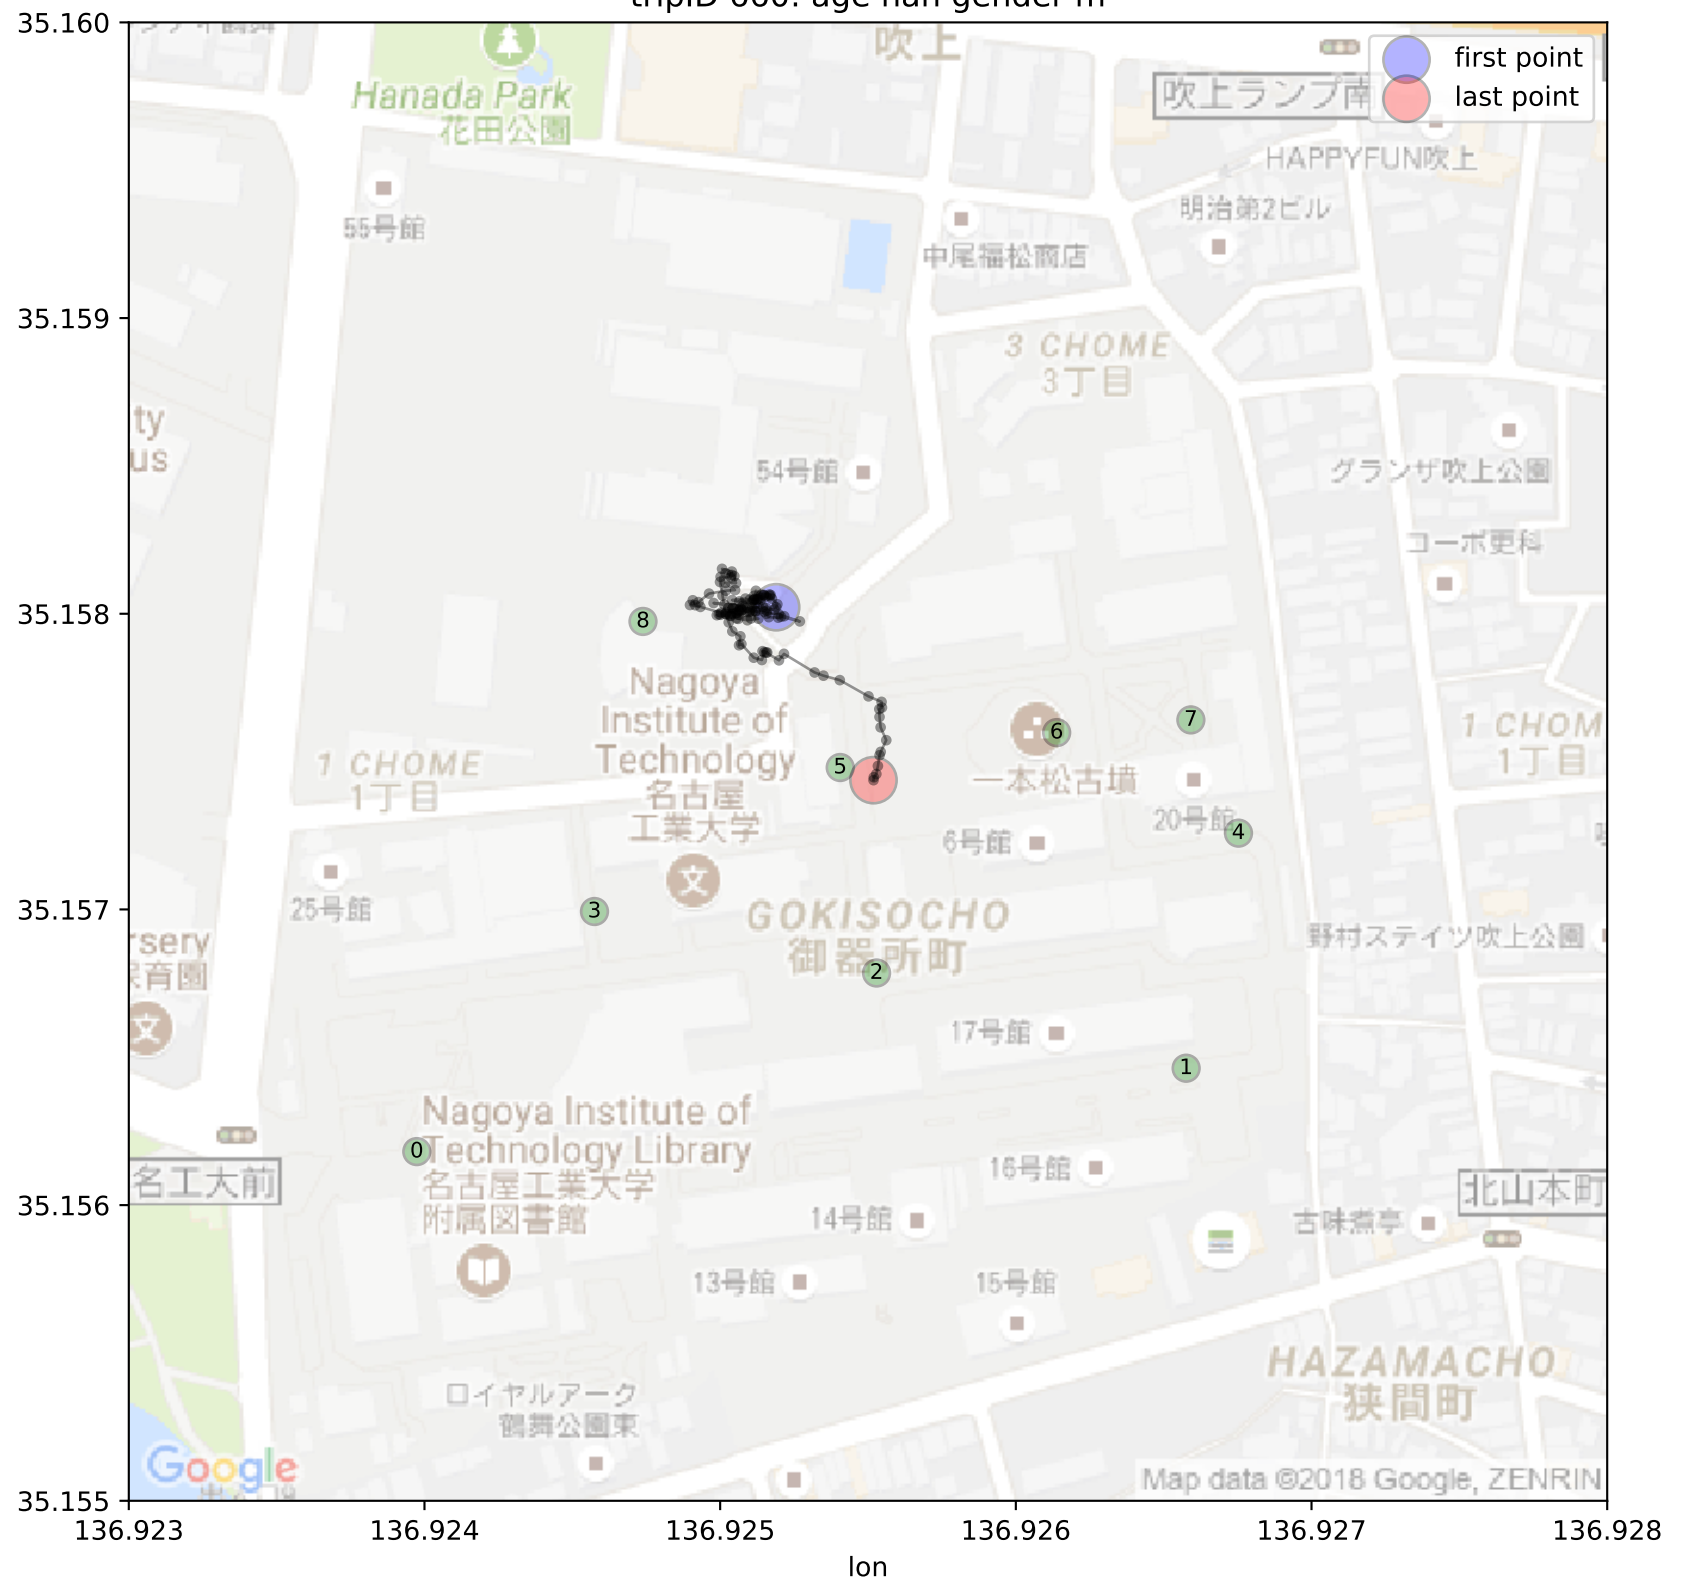 35.160
35.159
35.158
35.157
35.156
35.155
136.923
136.924
136.925
136.926
136.927
136.928
lon
first point
last point
吹上
吹上ランプ南
Hanada Park
花田公園
HAPPYFUN吹上
55号館
明治第2ビル
中尾福松商店
3 CHOME
3丁目
ty
us
54号館
グランザ吹上公園
コーポ更科
8
Nagoya
Institute of
Technology
名古屋
工業大学
7
6
5
1 CHOME
1丁目
一本松古墳
1 CHOM
1丁目
20号館
4
6号館
25号館
3
GOKISOCHO
御器所町
2
野村ステイツ吹上公園
rsery
保育園
17号館
1
Nagoya Institute of
Technology Library
名古屋工業大学
附属図書館
0
名工大前
16号館
北山本町
14号館
古味煮亭
13号館
15号館
HAZAMACHO
狭間町
ロイヤルアーク
鶴舞公園東
Google
Map data ©2018 Google, ZENRIN